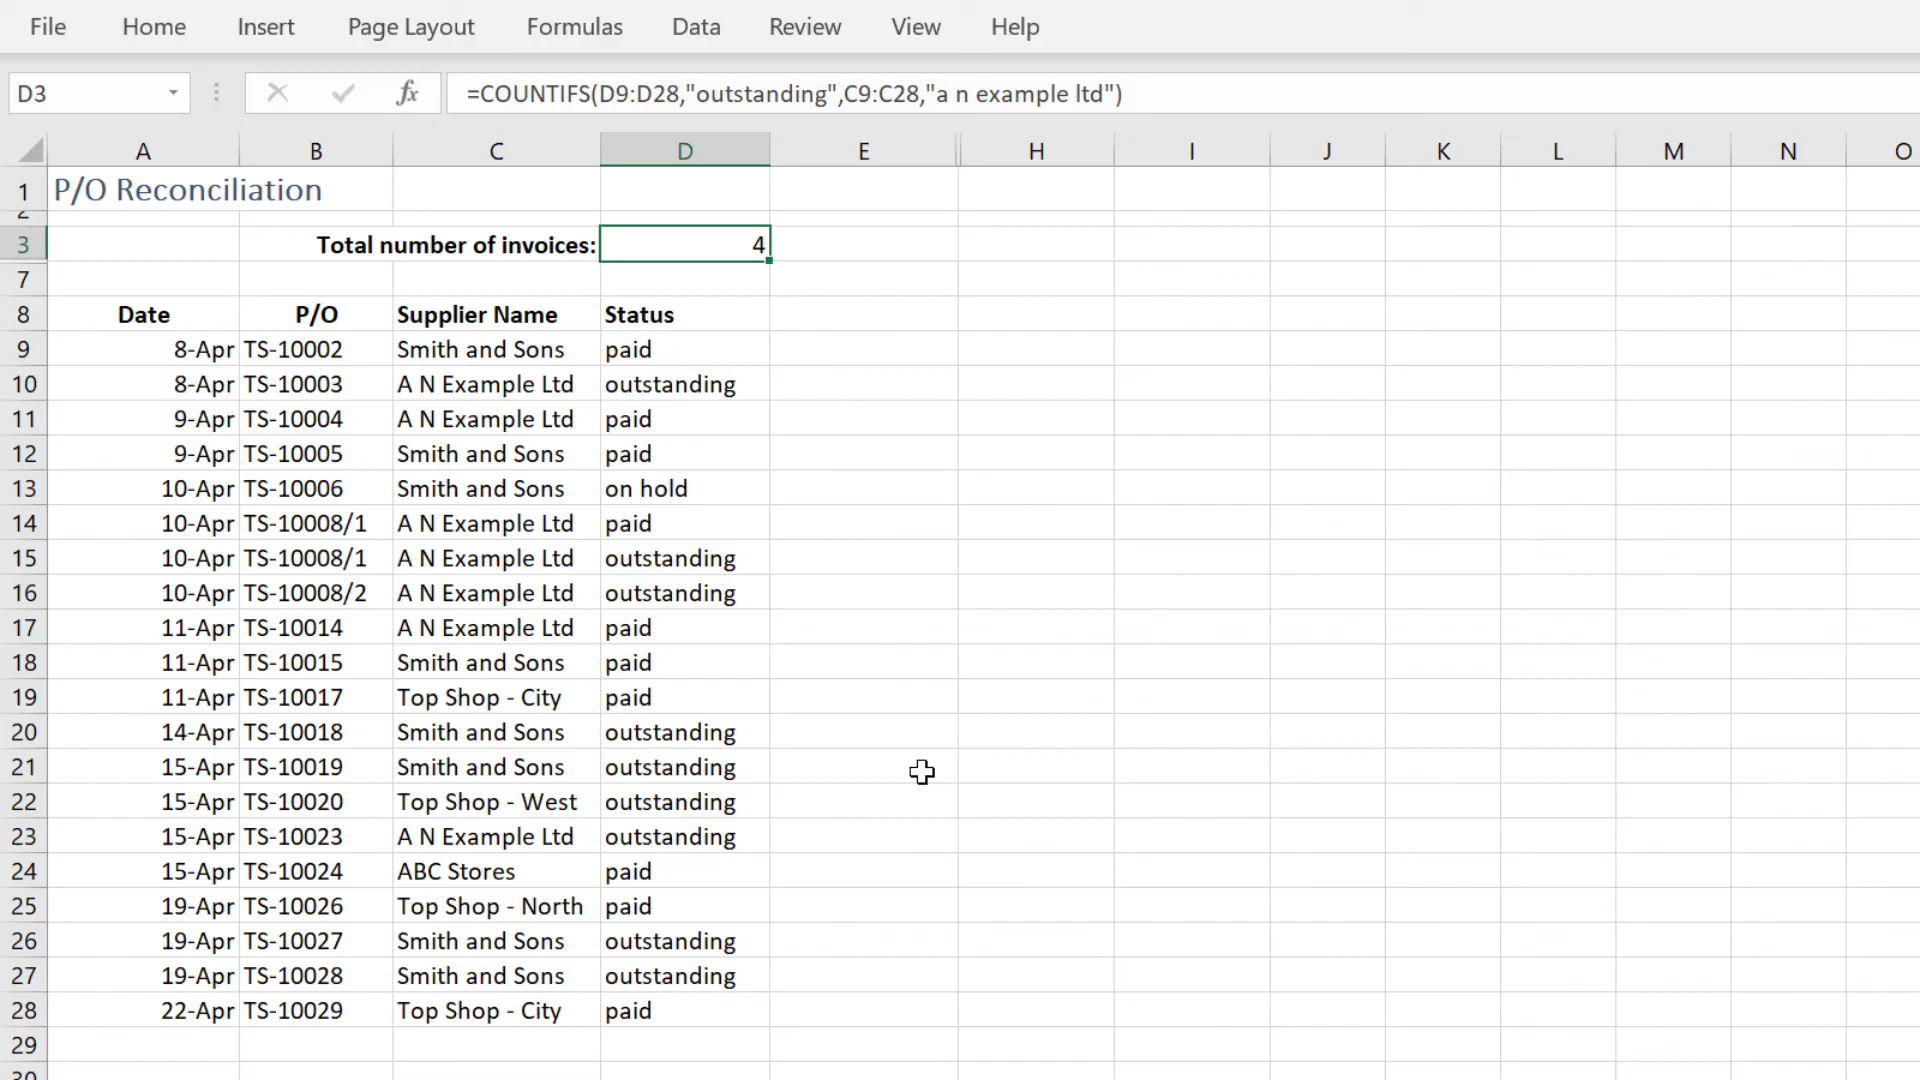 File Home Insert Page Layout Formulas Data Review View Help
D3 fx =COUNTIFS(D9:D28,"outstanding",C9:C28,"a n example ltd")
A B C D E H I J K L M N O
1 P/O Reconciliation
2
3 Total number of invoices: 4
7
8 Date P/O Supplier Name Status
9 8-Apr TS-10002 Smith and Sons paid
10 8-Apr TS-10003 A N Example Ltd outstanding
11 9-Apr TS-10004 A N Example Ltd paid
12 9-Apr TS-10005 Smith and Sons paid
13 10-Apr TS-10006 Smith and Sons on hold
14 10-Apr TS-10008/1 A N Example Ltd paid
15 10-Apr TS-10008/1 A N Example Ltd outstanding
16 10-Apr TS-10008/2 A N Example Ltd outstanding
17 11-Apr TS-10014 A N Example Ltd paid
18 11-Apr TS-10015 Smith and Sons paid
19 11-Apr TS-10017 Top Shop - City paid
20 14-Apr TS-10018 Smith and Sons outstanding
21 15-Apr TS-10019 Smith and Sons outstanding
22 15-Apr TS-10020 Top Shop - West outstanding
23 15-Apr TS-10023 A N Example Ltd outstanding
24 15-Apr TS-10024 ABC Stores paid
25 19-Apr TS-10026 Top Shop - North paid
26 19-Apr TS-10027 Smith and Sons outstanding
27 19-Apr TS-10028 Smith and Sons outstanding
28 22-Apr TS-10029 Top Shop - City paid
29
30